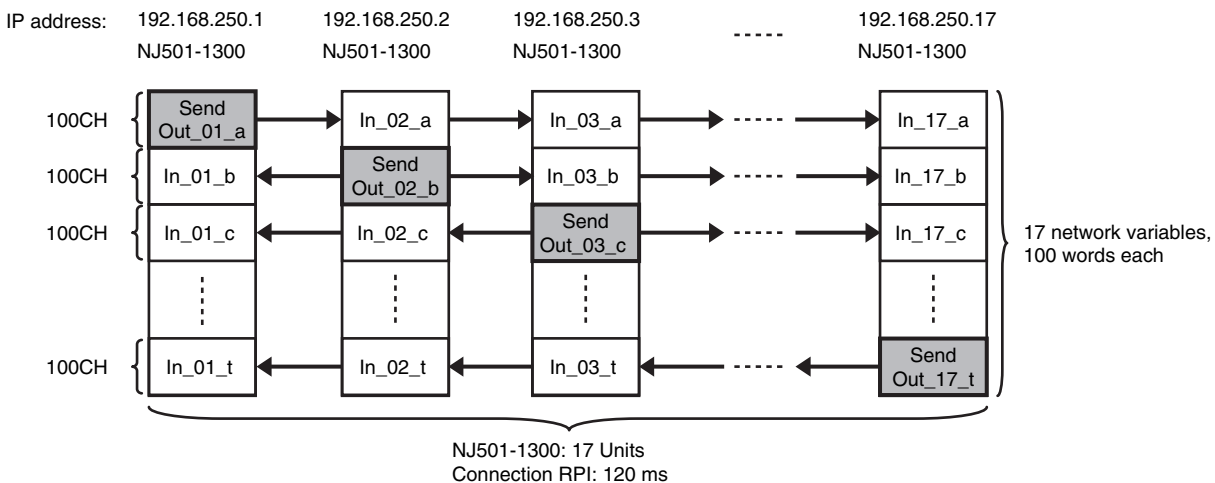 IP address: 192.168.250.1 192.168.250.2 192.168.250.3 192.168.250.17
NJ501-1300 NJ501-1300 NJ501-1300 NJ501-1300
100CH Send Out_01_a In_02_a In_03_a In_17_a
100CH In_01_b Send Out_02_b In_03_b In_17_b
100CH In_01_c In_02_c Send Out_03_c In_17_c
17 network variables,
100 words each
100CH In_01_t In_02_t In_03_t Send Out_17_t
NJ501-1300: 17 Units
Connection RPI: 120 ms